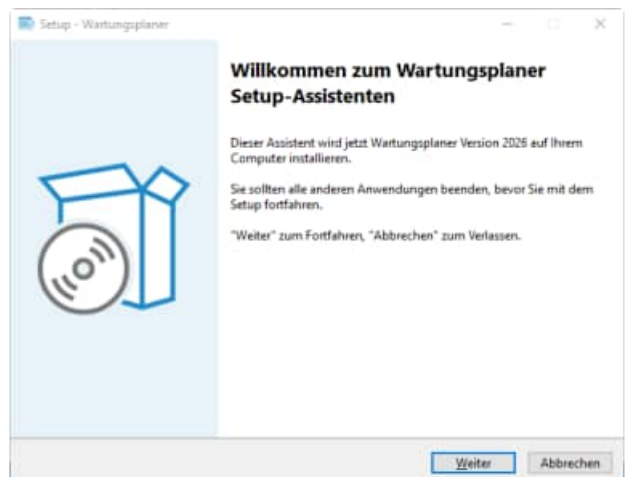 Setup - Wartungsplaner
Willkommen zum Wartungsplaner
Setup-Assistenten
Dieser Assistent wird jetzt Wartungsplaner Version 2026 auf Ihrem
Computer installieren.
Sie sollten alle anderen Anwendungen beenden, bevor Sie mit dem
Setup fortfahren.
"Weiter" zum Fortfahren, "Abbrechen" zum Verlassen.
Weiter
Abbrechen